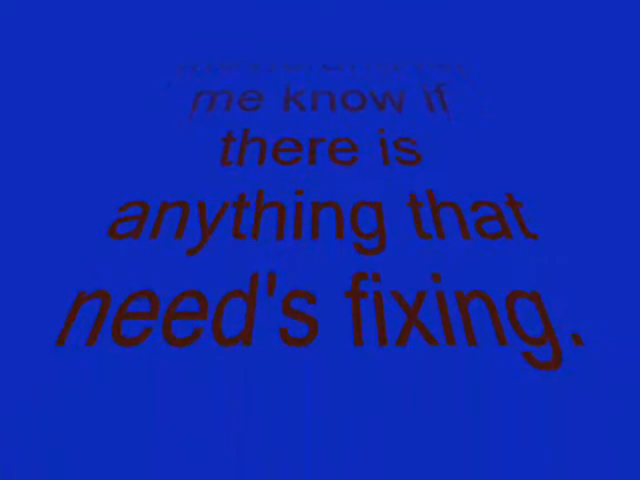 me know if
there is
anything that
need's fixing.